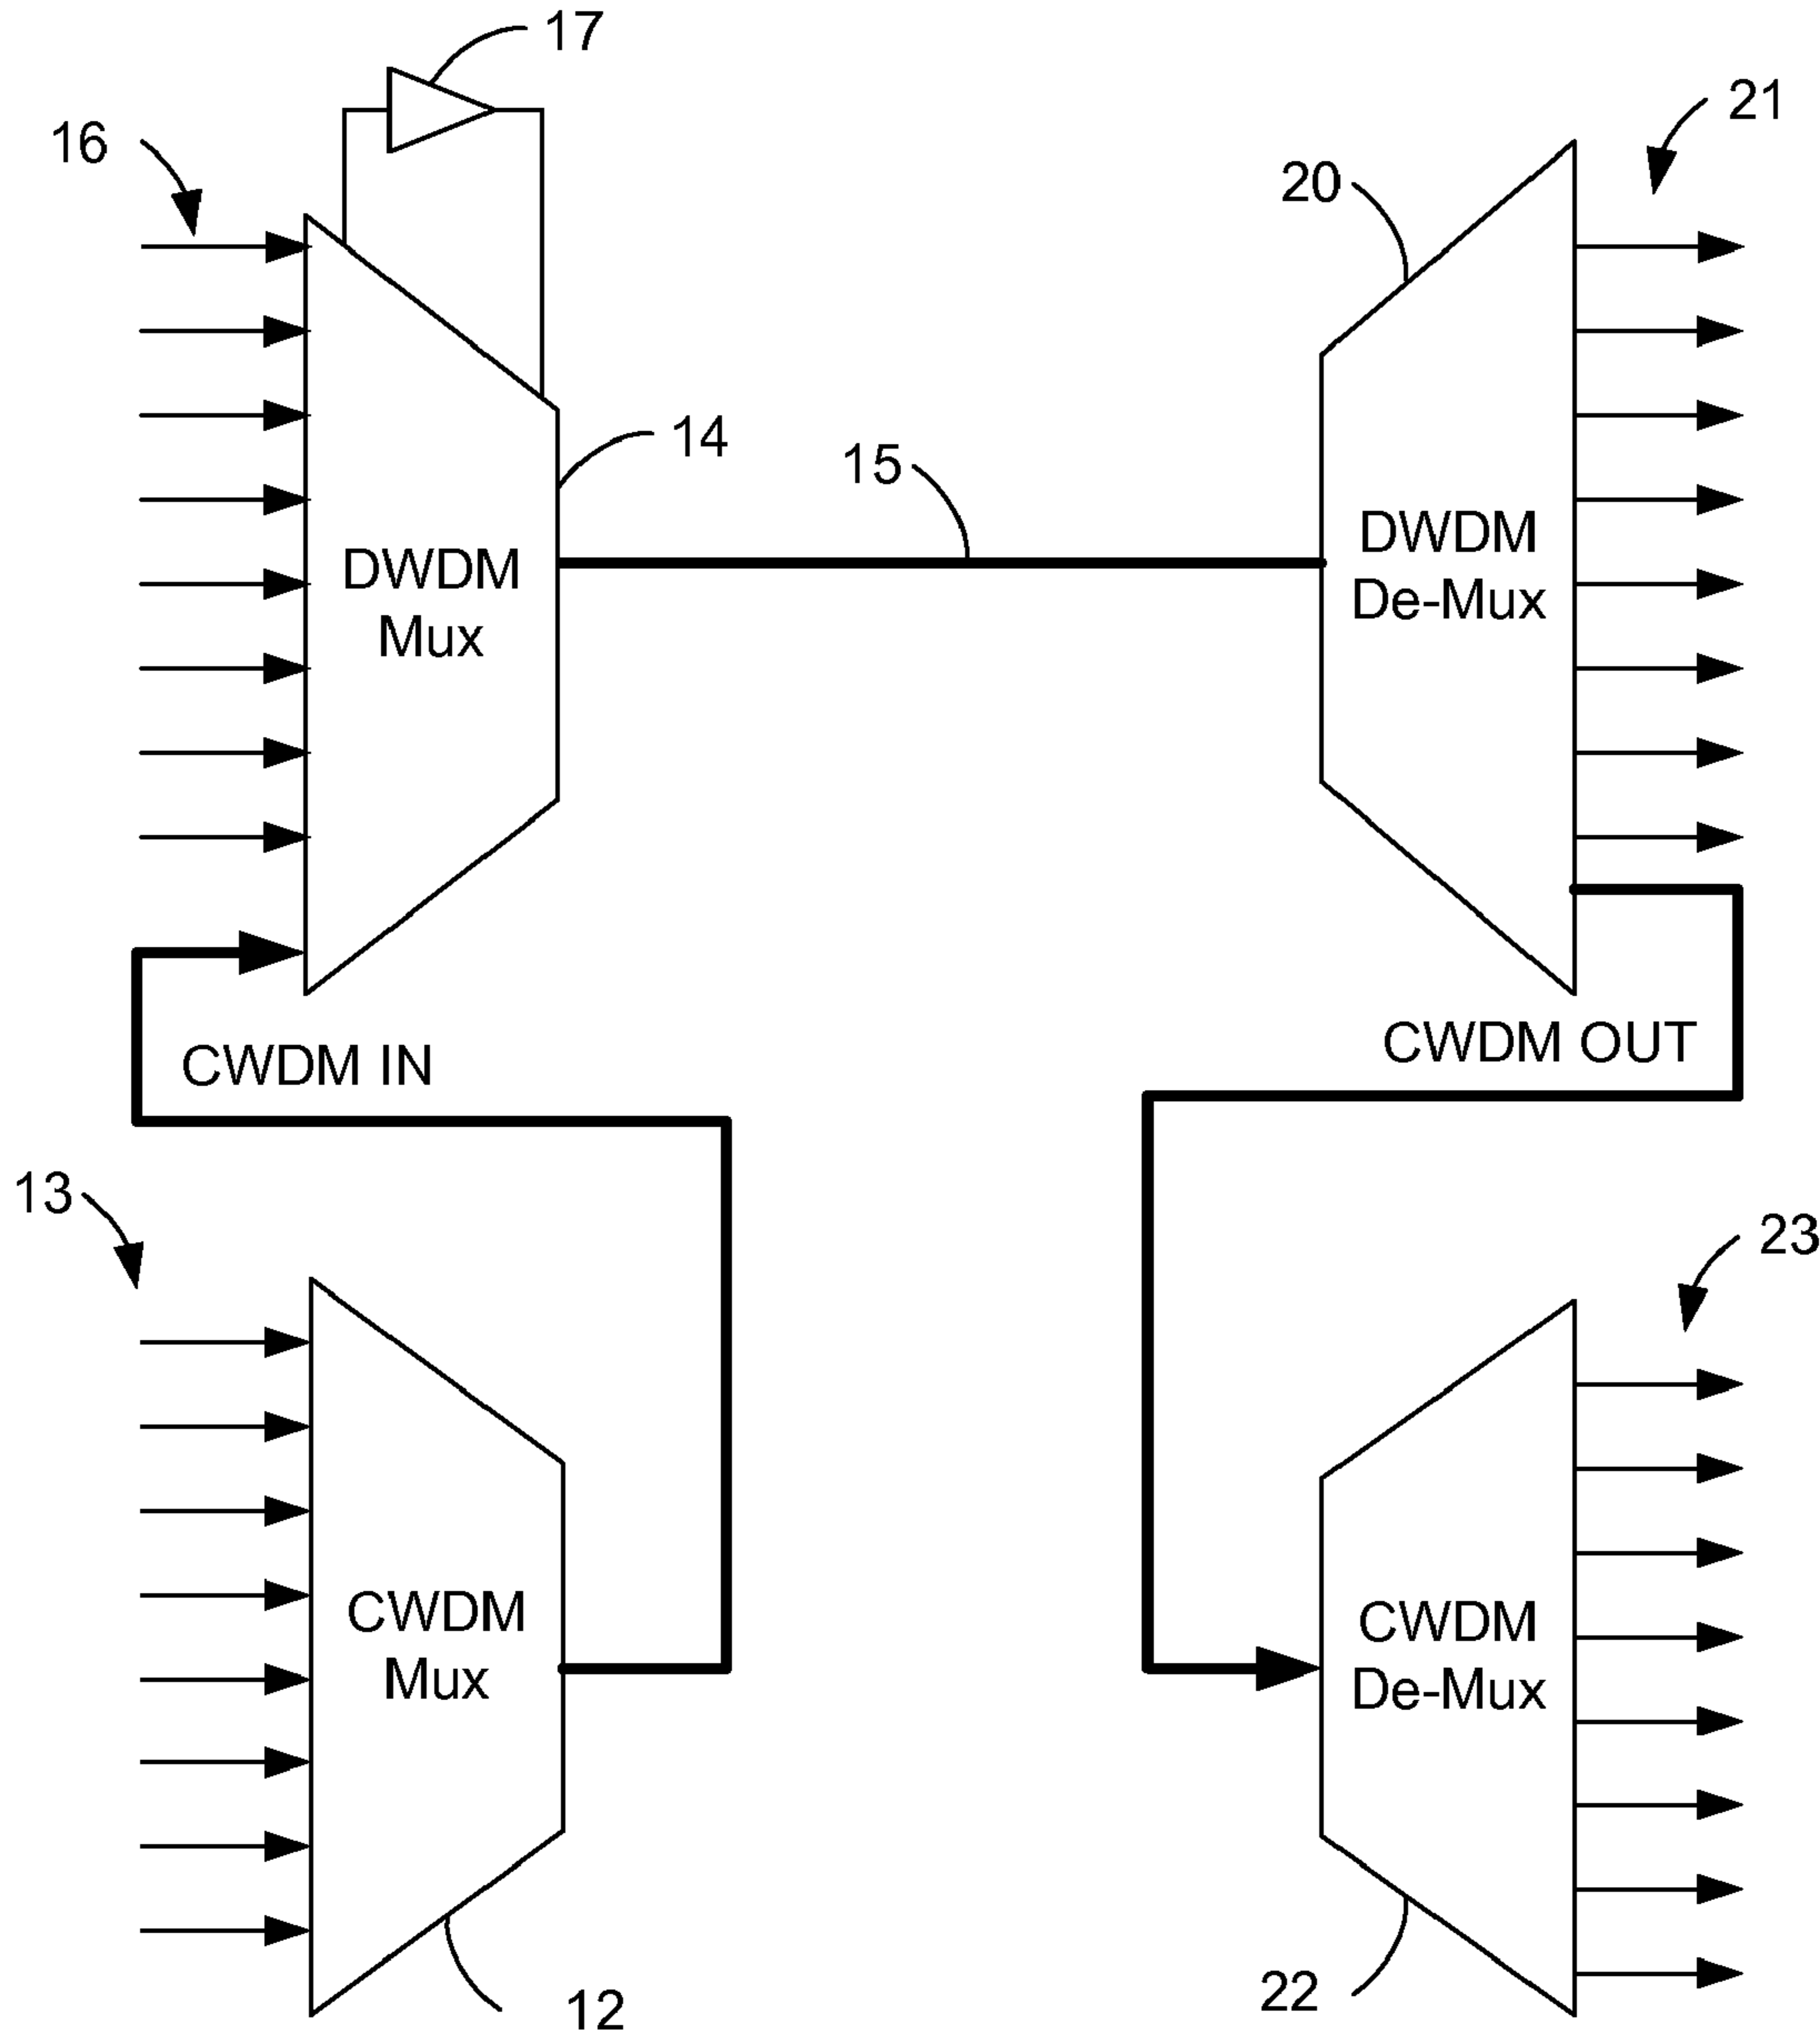 17
16
21
20
14
15
DWDM
Mux
DWDM
De-Mux
CWDM IN
CWDM OUT
13
23
CWDM
Mux
CWDM
De-Mux
12
22